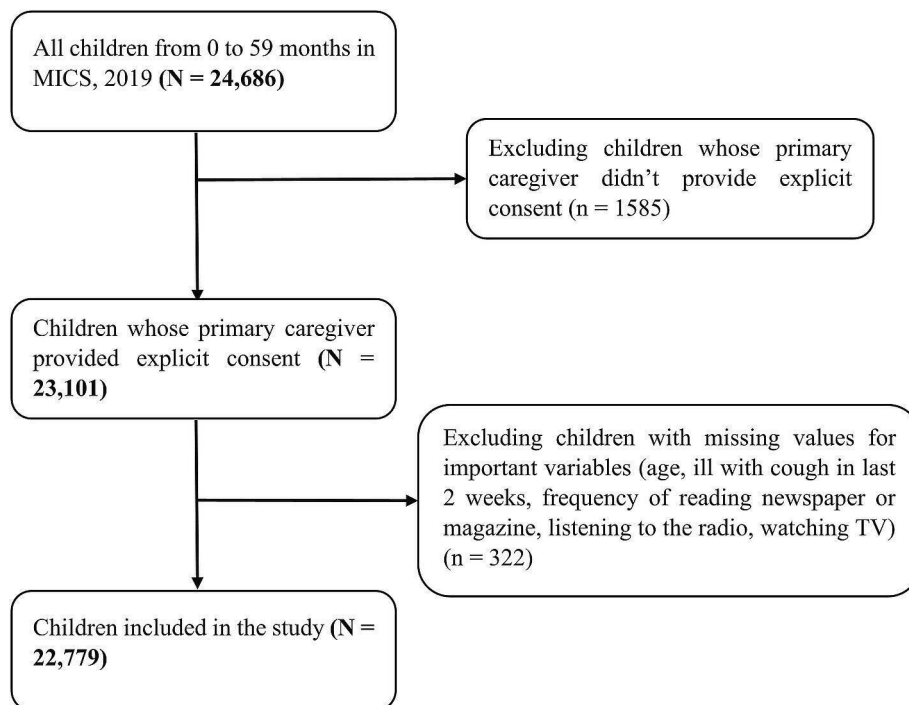 All children from 0 to 59 months in
MICS, 2019 (N = 24,686)
Excluding children whose primary
caregiver didn't provide explicit
consent (n = 1585)
Children whose primary caregiver
provided explicit consent (N =
23,101)
Excluding children with missing values for
important variables (age, ill with cough in last
2 weeks, frequency of reading newspaper or
magazine, listening to the radio, watching TV)
(n = 322)
Children included in the study (N =
22,779)